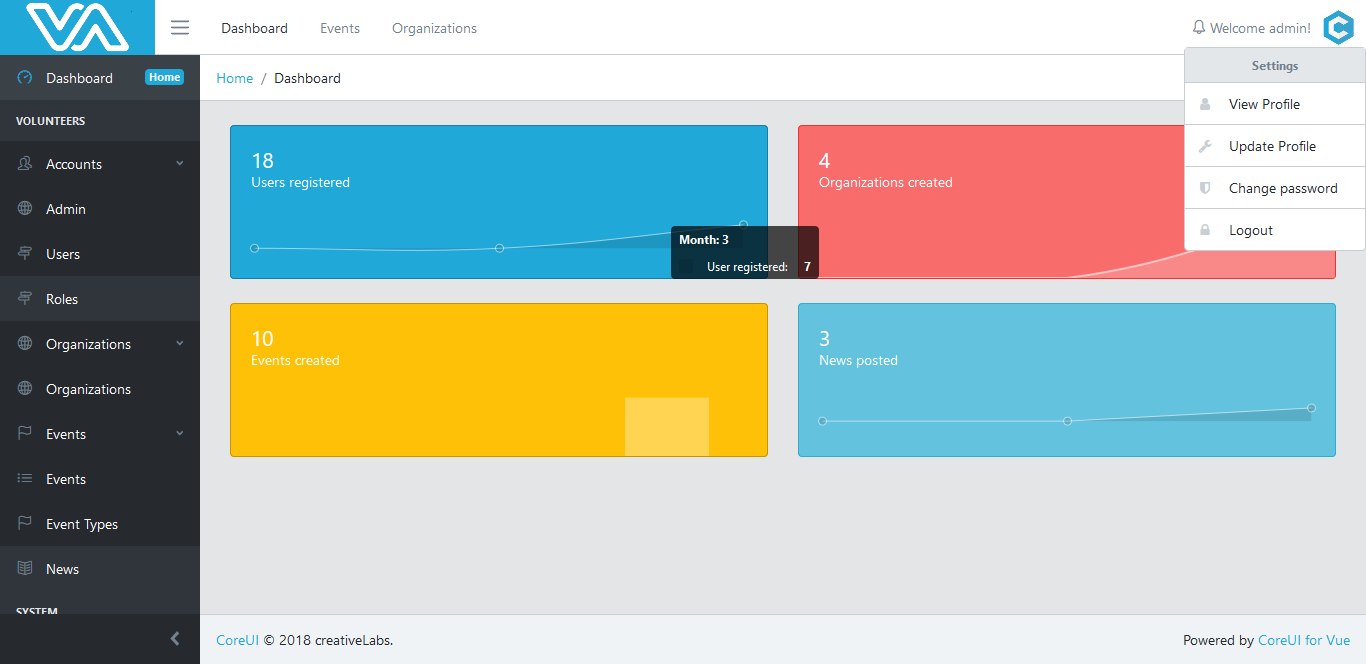 VA
Dashboard
Events
Organizations
Welcome admin!
Dashboard Home
VOLUNTEERS
Accounts
Admin
Users
Roles
Organizations
Organizations
Events
Events
Event Types
News
SYSTEM
Home / Dashboard
18
Users registered
Month: 3
User registered: 7
4
Organizations created
10
Events created
3
News posted
Settings
View Profile
Update Profile
Change password
Logout
CoreUI © 2018 creativeLabs.
Powered by CoreUI for Vue